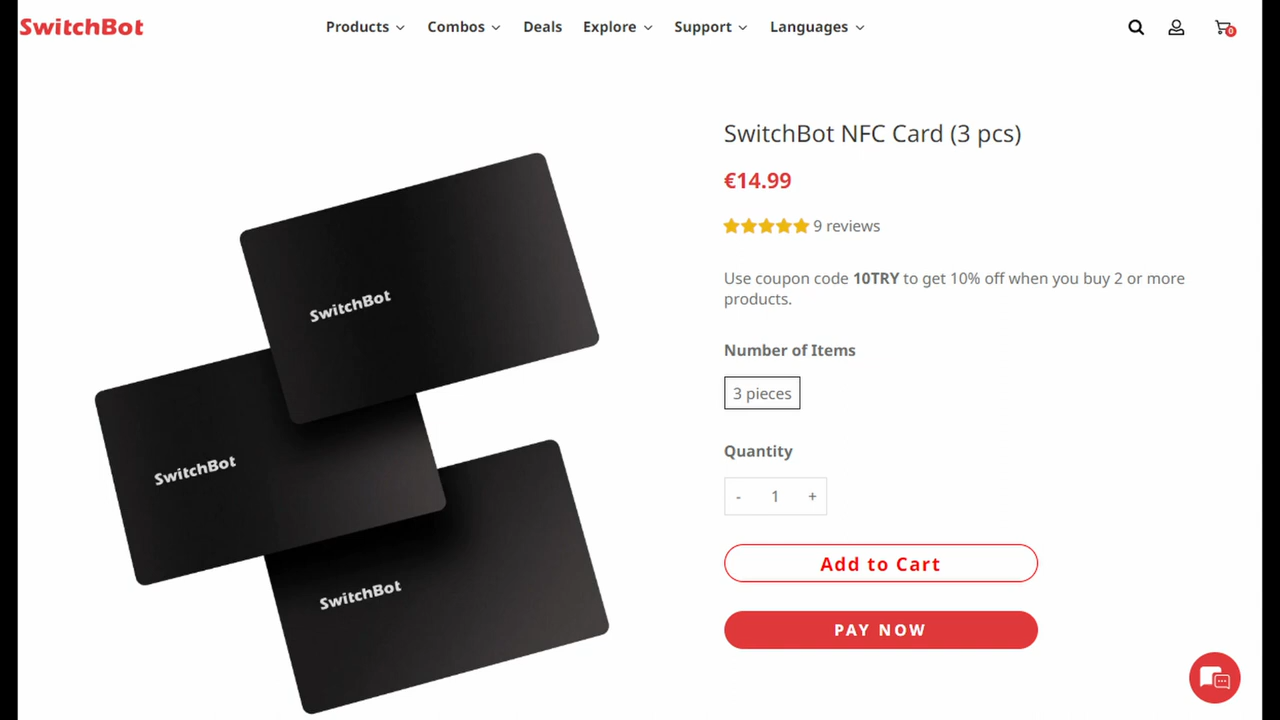 SwitchBot
Products Combos Deals Explore Support Languages
0
SwitchBot NFC Card (3 pcs)
€14.99
9 reviews
Use coupon code 10TRY to get 10% off when you buy 2 or more
products.
Number of Items
3 pieces
Quantity
- 1 +
Add to Cart
PAY NOW
SwitchBot
SwitchBot
SwitchBot